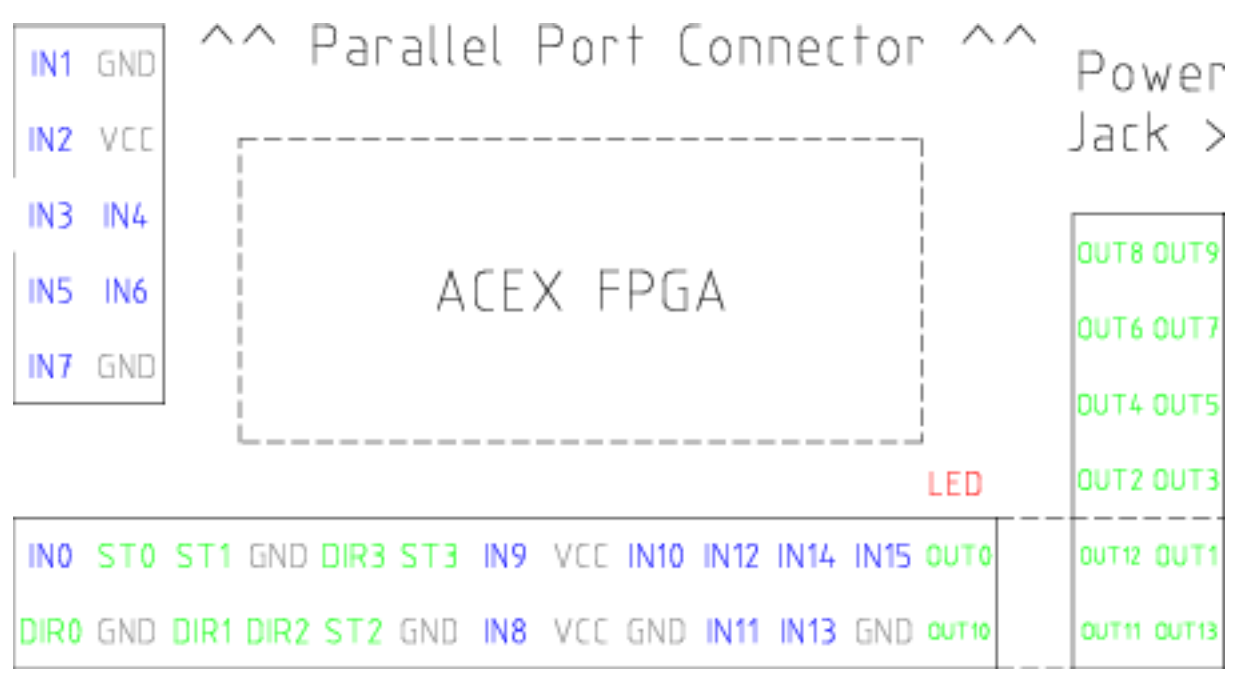 ^^ Parallel Port Connector ^^
Power
Jack >
IN1 GND
IN2 VCC
IN3 IN4
IN5 IN6
IN7 GND
ACEX FPGA
LED
OUT8 OUT9
OUT6 OUT7
OUT4 OUT5
OUT2 OUT3
OUT12 OUT1
OUT11 OUT13
IN0 ST0 ST1 GND DIR3 ST3 IN9 VCC IN10 IN12 IN14 IN15 OUT0
DIR0 GND DIR1 DIR2 ST2 GND IN8 VCC GND IN11 IN13 GND OUT10